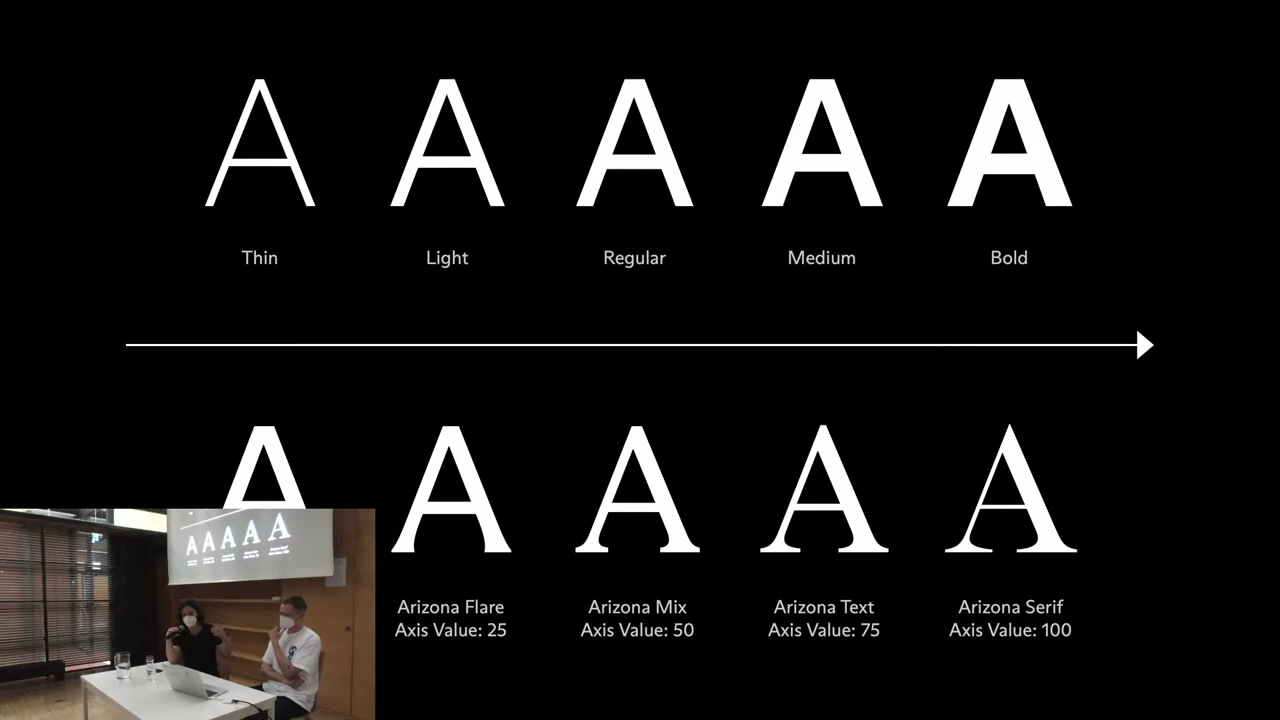 A A A A A
Thin Light Regular Medium Bold
A A A A A
Arizona Flare Arizona Mix Arizona Text Arizona Serif
Axis Value: 25 Axis Value: 50 Axis Value: 75 Axis Value: 100
A A A A A